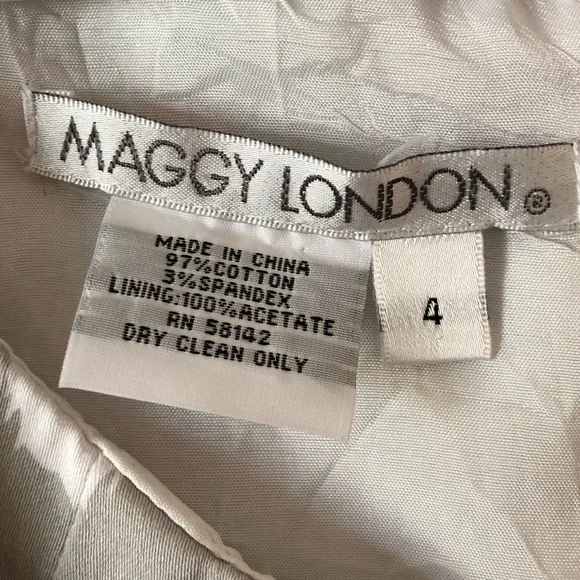 MAGGY LONDON ®
MADE IN CHINA
97%COTTON
3%SPANDEX
LINING:100%ACETATE
RN 58142
DRY CLEAN ONLY
4